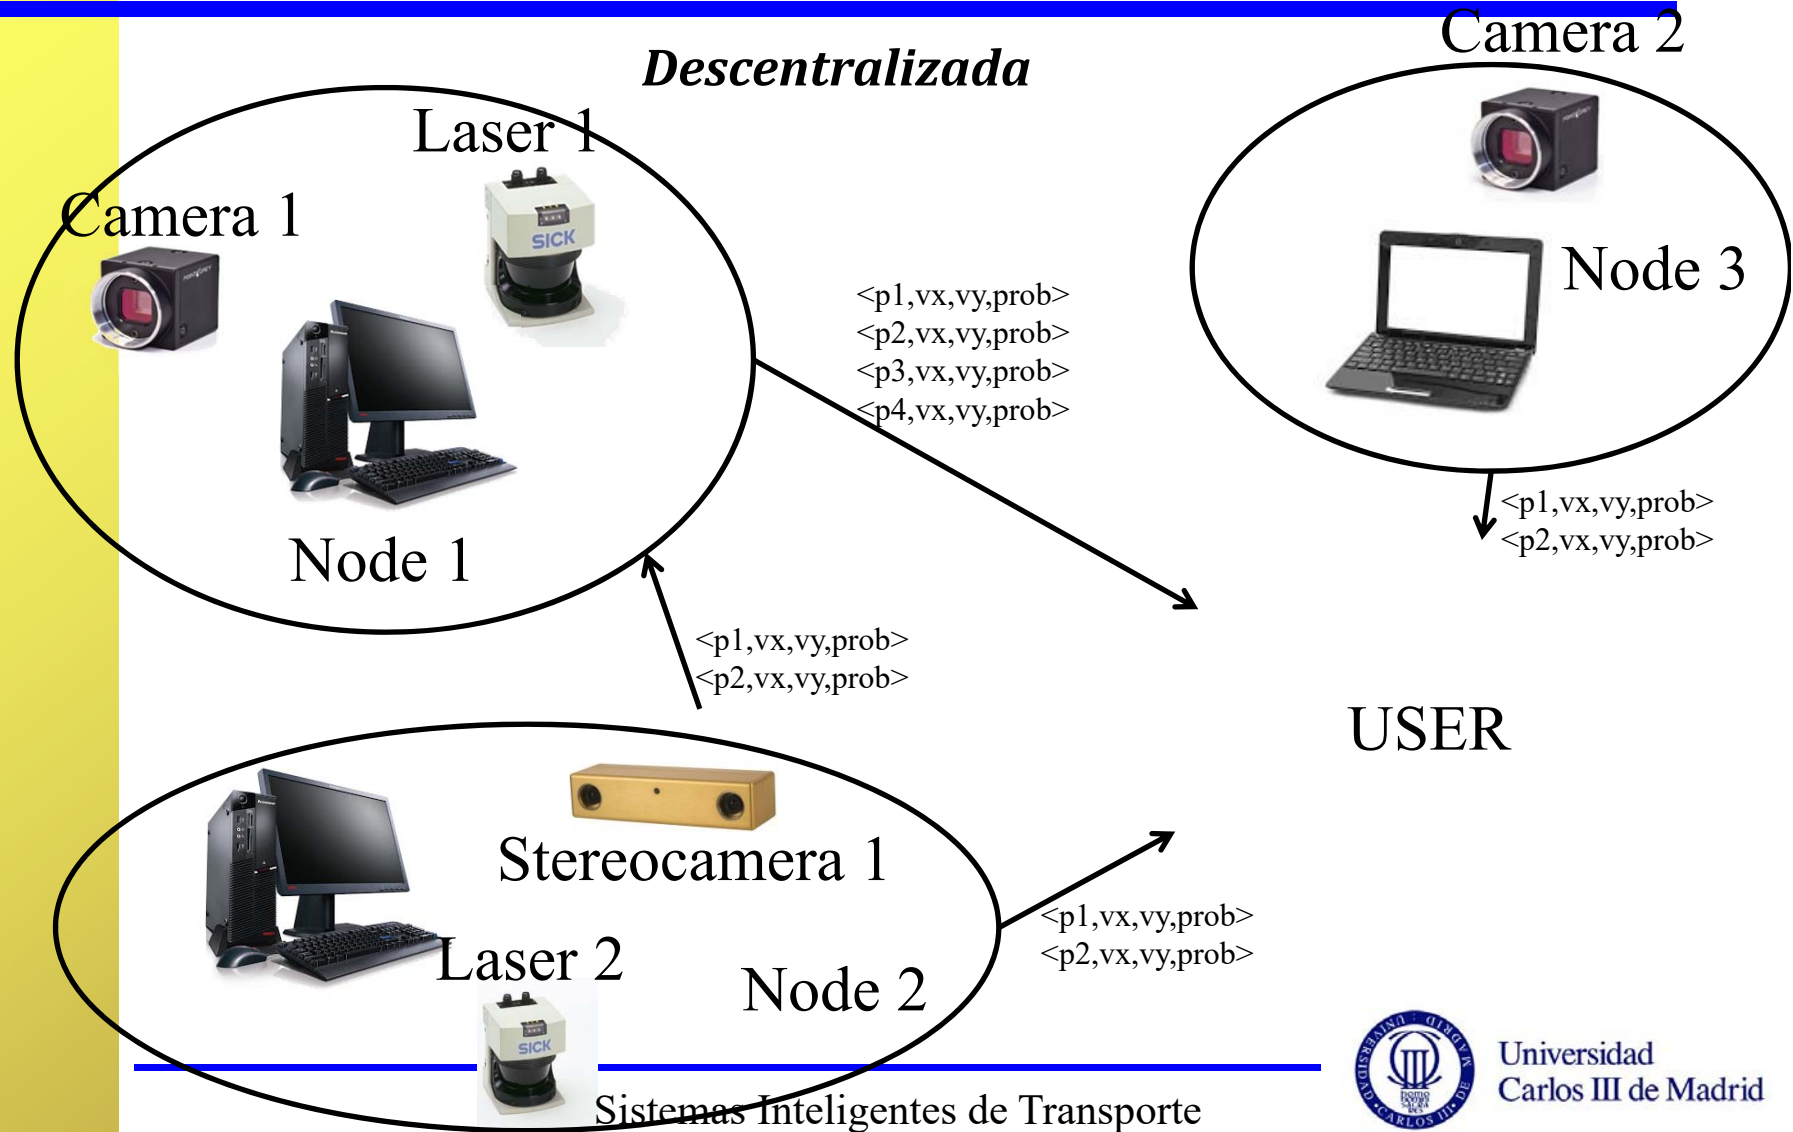 Descentralizada
Camera 2
Laser 1
SICK
Camera 1
Node 3
<p1,vx,vy,prob>
<p2,vx,vy,prob>
<p3,vx,vy,prob>
<p4,vx,vy,prob>
Node 1
<p1,vx,vy,prob>
<p2,vx,vy,prob>
<p1,vx,vy,prob>
<p2,vx,vy,prob>
USER
Stereocamera 1
Laser 2
SICK
Node 2
<p1,vx,vy,prob>
<p2,vx,vy,prob>
Sistemas Inteligentes de Transporte
Universidad
Carlos III de Madrid